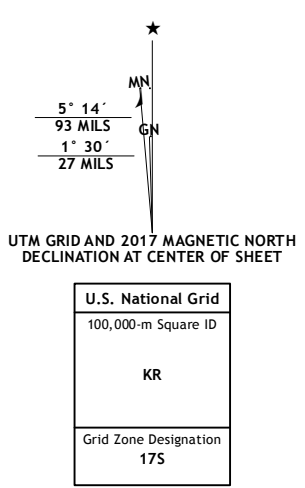 MN
5° 14´
93 MILS
GN
1° 30´
27 MILS
UTM GRID AND 2017 MAGNETIC NORTH
DECLINATION AT CENTER OF SHEET
U.S. National Grid
100,000-m Square ID
KR
Grid Zone Designation
17S